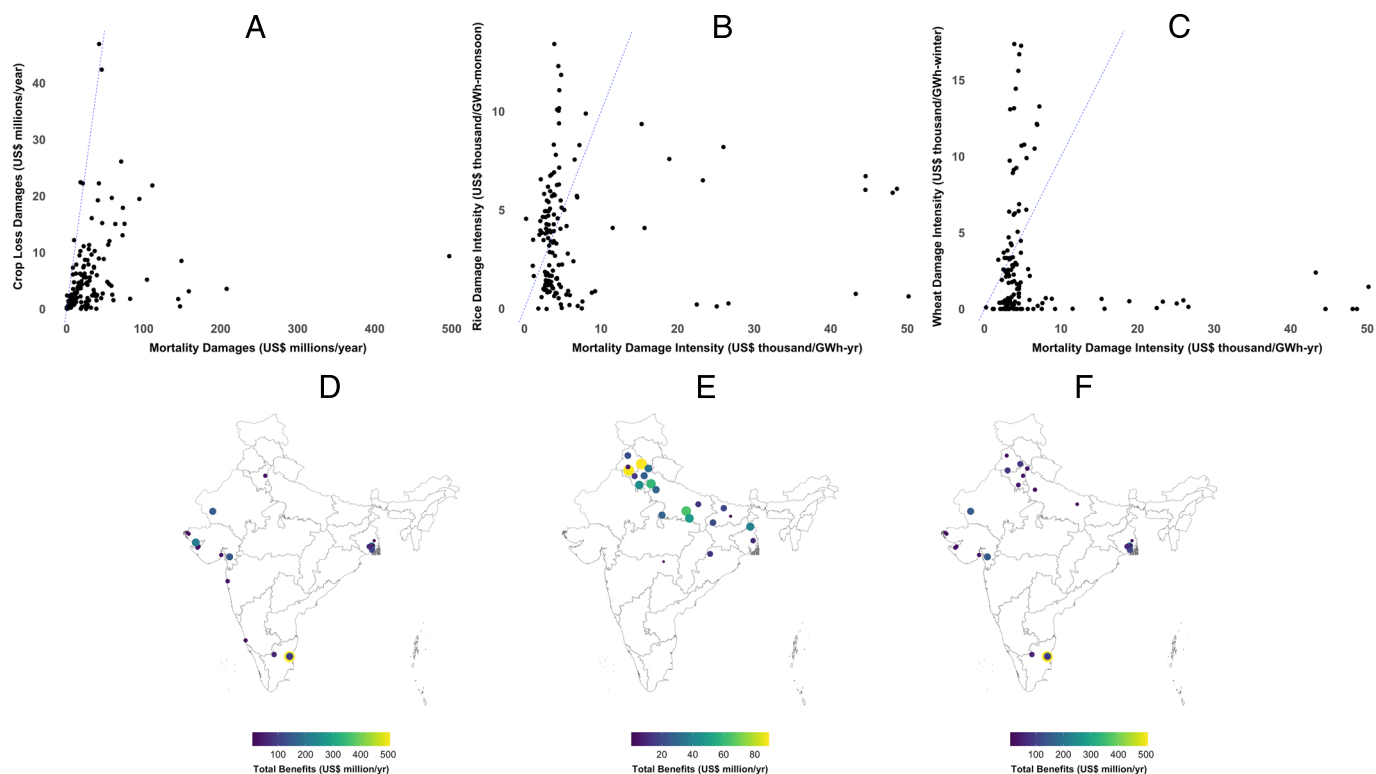 A
B
C
Crop Loss Damages (US$ millions/year)
40
30
20
10
0
0
100
200
300
400
500
Mortality Damages (US$ millions/year)
Rice Damage Intensity (US$ thousand/GWh-monsoon)
10
5
0
0
10
20
30
40
50
Mortality Damage Intensity (US$ thousand/GWh-yr)
Wheat Damage Intensity (US$ thousand/GWh-winter)
15
10
5
0
0
10
20
30
40
50
Mortality Damage Intensity (US$ thousand/GWh-yr)
D
E
F
100 200 300 400 500
Total Benefits (US$ million/yr)
20 40 60 80
Total Benefits (US$ million/yr)
100 200 300 400 500
Total Benefits (US$ million/yr)